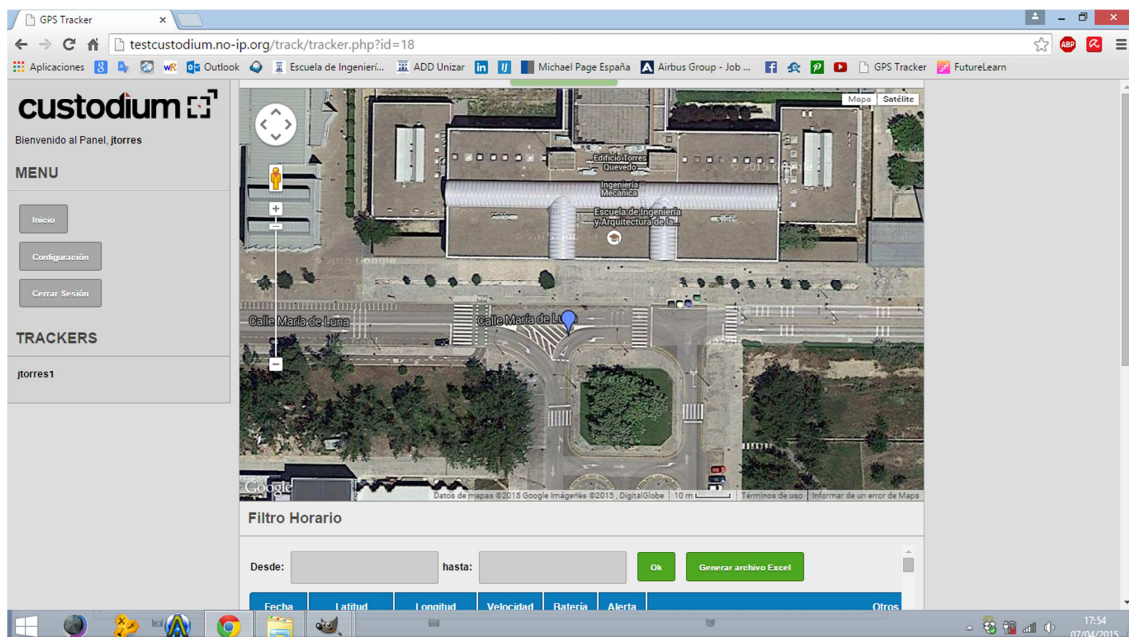 GPS Tracker
testcustodium.no-ip.org/track/tracker.php?id=18
ABP
Aplicaciones
Outlook
Escuela de Ingenierí...
ADD Unizar
Michael Page España
Airbus Group - Job ...
GPS Tracker
FutureLearn
custodium
Bienvenido al Panel, jtorres
MENU
Inicio
Configuración
Cerrar Sesión
TRACKERS
jtorres1
Mapa
Satélite
Edificio Torres
Quevedo
Ingeniería
Mecánica
Escuela de Ingeniería
y Arquitectura de la...
Calle María de Luna
Calle María de Luna
Google
Datos de mapas ©2015 Google Imágenes ©2015, DigitalGlobe
10 m
Términos de uso
Informar de un error de Maps
Filtro Horario
Desde:
hasta:
Ok
Generar archivo Excel
Fecha
Latitud
Longitud
Velocidad
Batería
Alerta
Otros
17:54
07/04/2015